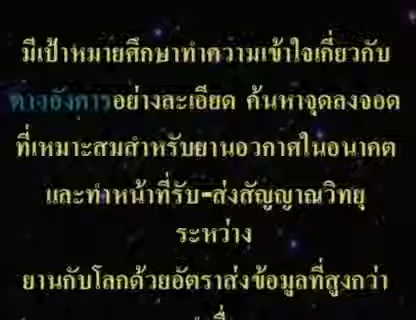 มีเป้าหมายศึกษาทำความเข้าใจเกี่ยวกับ
ดาวอังคารอย่างละเอียด ค้นหาจุดลงจอด
ที่เหมาะสมสำหรับยานอวกาศในอนาคต
และทำหน้าที่รับ-ส่งสัญญาณวิทยุ
ระหว่าง
ยานกับโลกด้วยอัตราส่งข้อมูลที่สูงกว่า